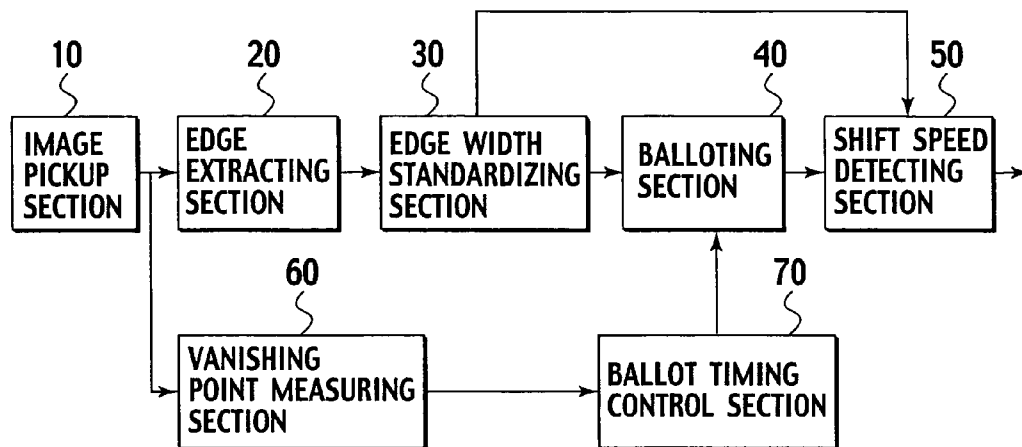 10
20
30
40
50
IMAGE
PICKUP
SECTION
EDGE
EXTRACTING
SECTION
EDGE WIDTH
STANDARDIZING
SECTION
BALLOTING
SECTION
SHIFT SPEED
DETECTING
SECTION
60
70
VANISHING
POINT MEASURING
SECTION
BALLOT TIMING
CONTROL SECTION